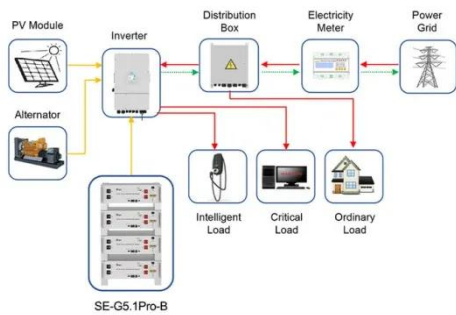 PV Module
Inverter
Distribution
Box
Electricity
Meter
Power
Grid
Alternator
Intelligent
Load
Critical
Load
Ordinary
Load
SE-G5.1Pro-B